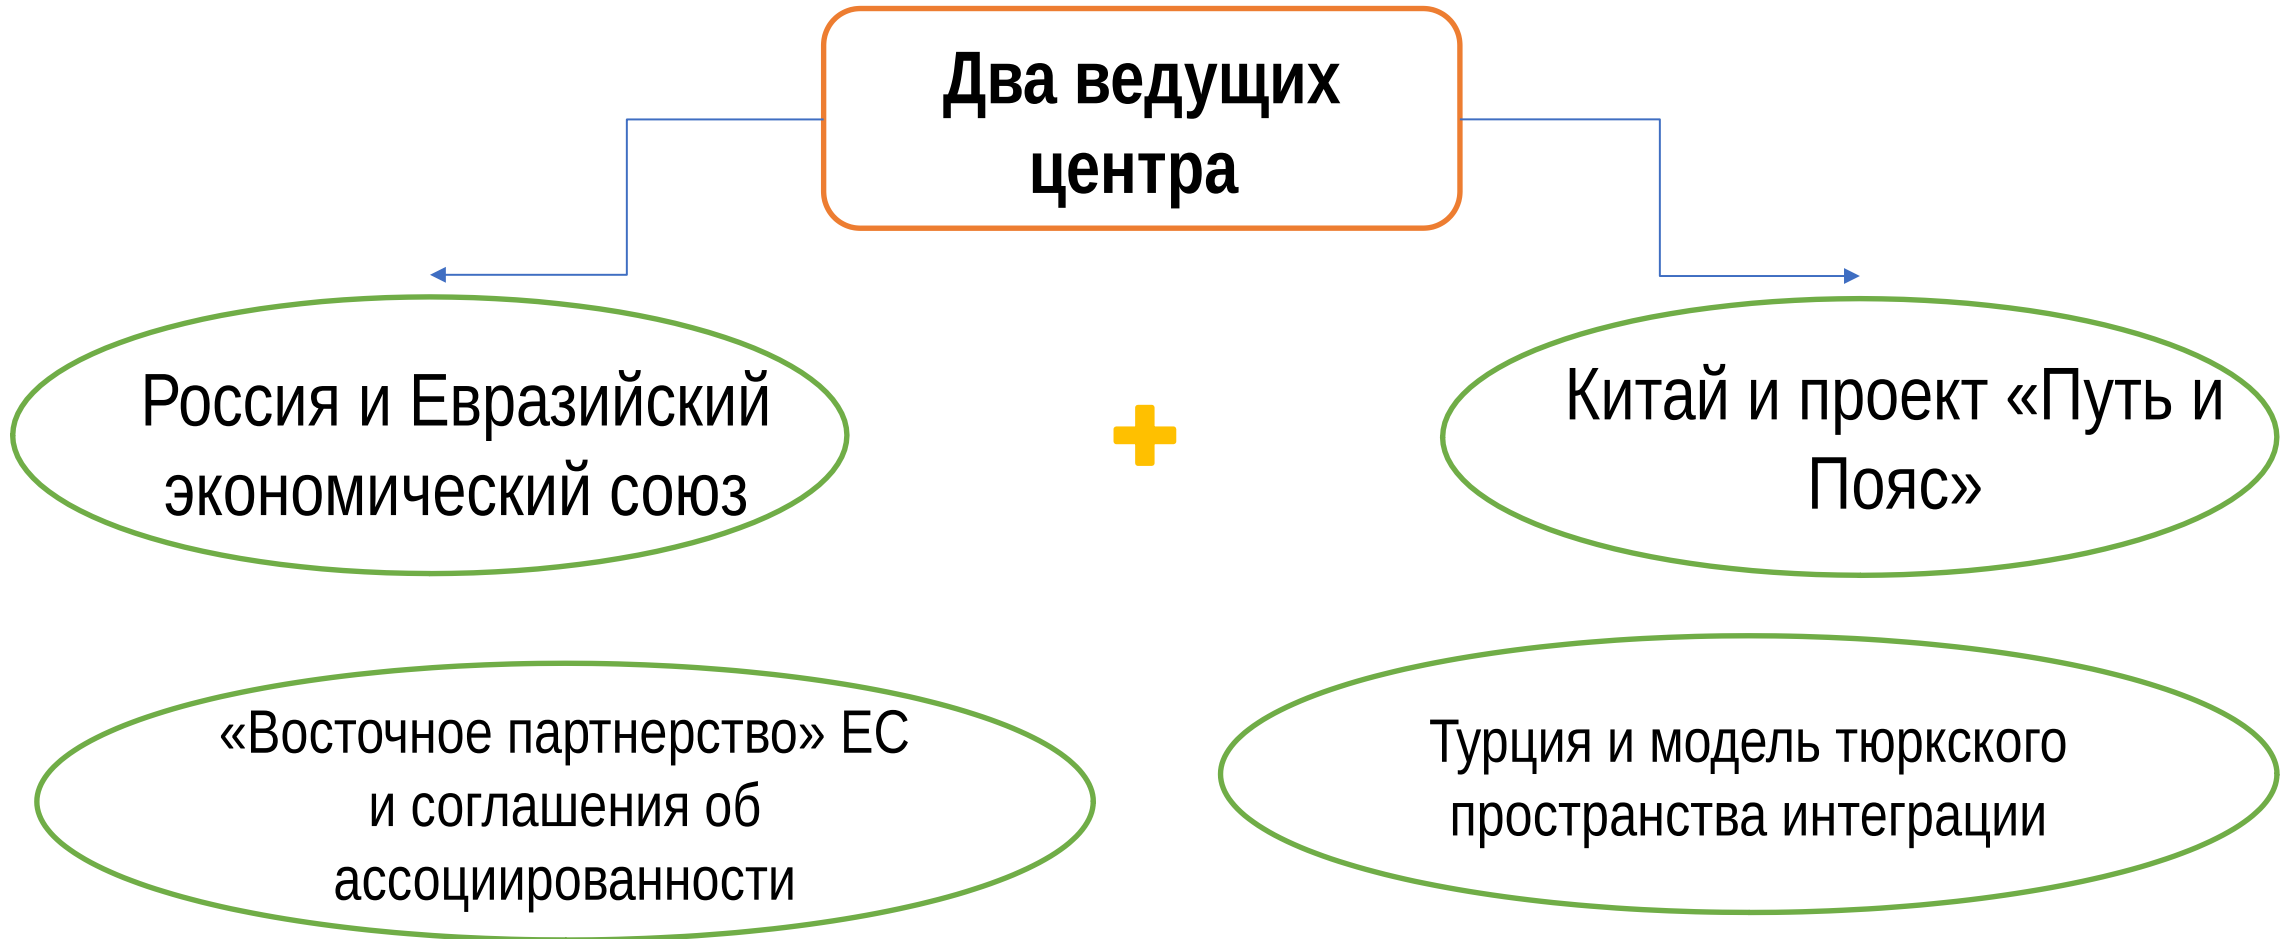 Два ведущих
центра
Россия и Евразийский
экономический союз
Китай и проект «Путь и
Пояс»
«Восточное партнерство» ЕС
и соглашения об
ассоциированности
Турция и модель тюркского
пространства интеграции